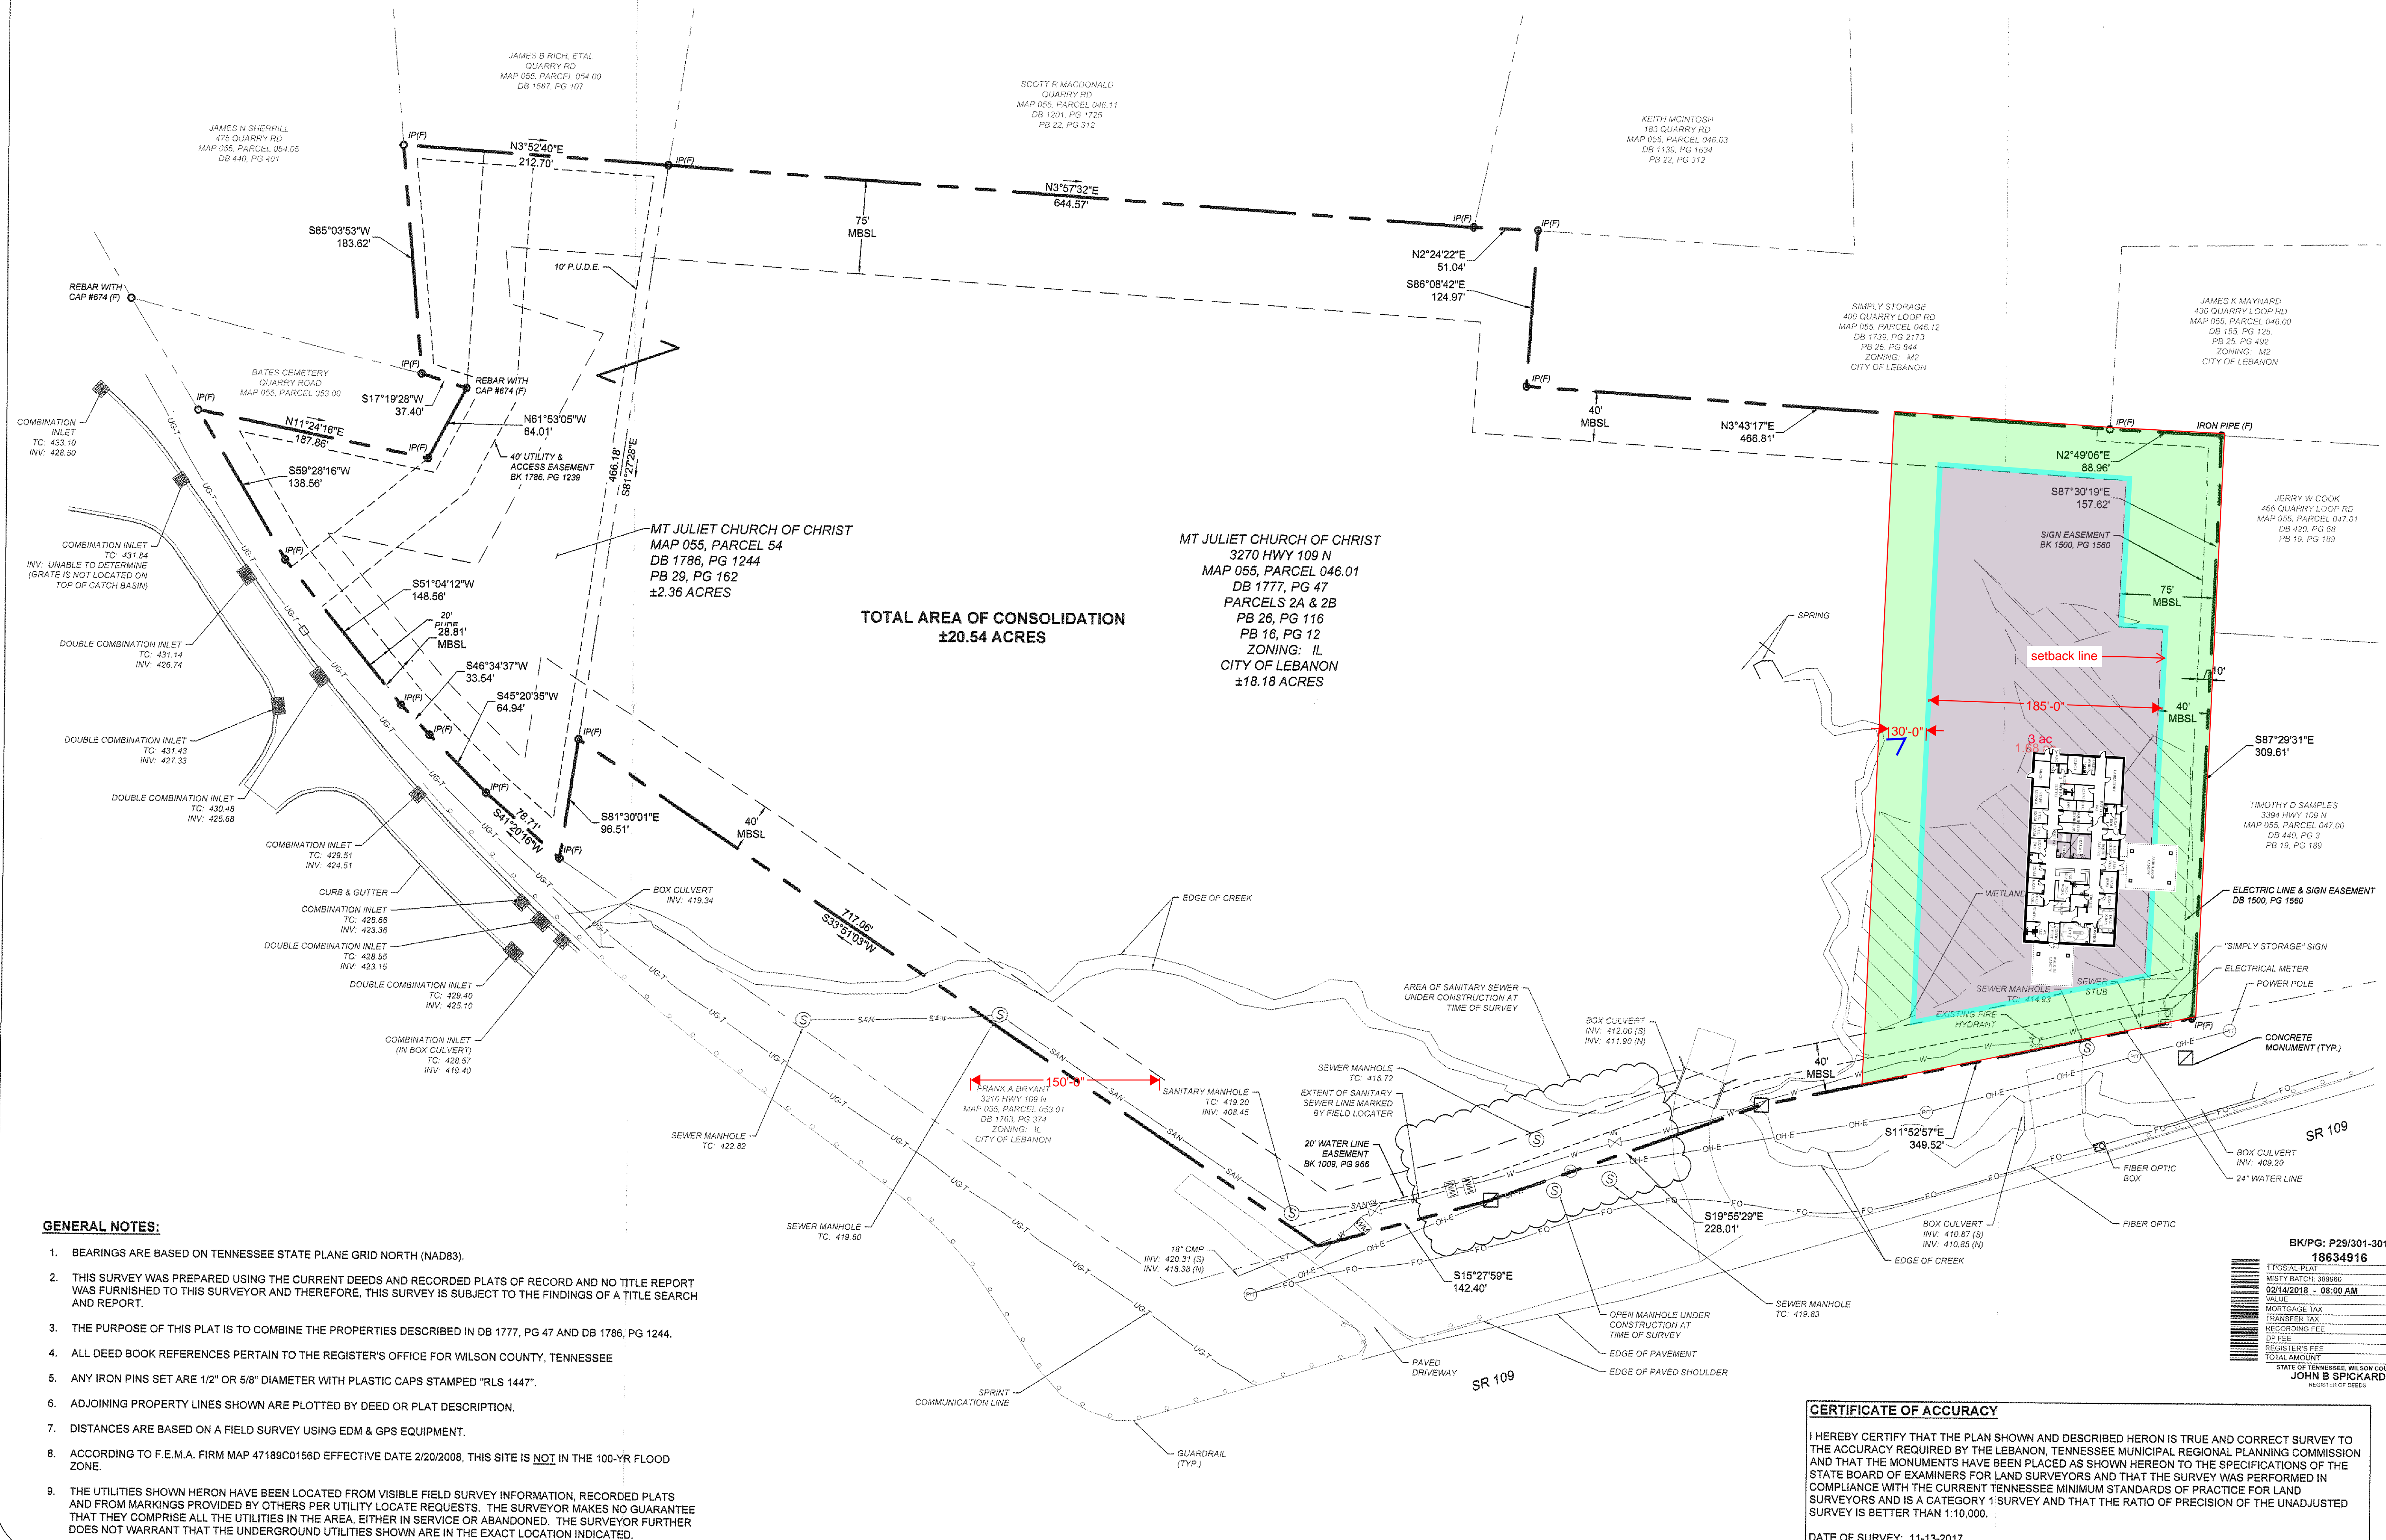 JAMES B RICH, ETAL
QUARRY RD
MAP 055, PARCEL 054.00
DB 1587, PG 107
SCOTT R MACDONALD
QUARRY RD
MAP 055, PARCEL 046.11
DB 1201, PG 1725
PB 22, PG 312
KEITH MCINTOSH
183 QUARRY RD
MAP 055, PARCEL 046.03
DB 1139, PG 1634
PB 22, PG 312
JAMES N SHERRILL
475 QUARRY RD
MAP 055, PARCEL 054.05
DB 440, PG 401
IP(F)
N3°52'40"E
212.70'
IP(F)
N3°57'32"E
644.57'
75'
MBSL
IP(F)
IP(F)
N2°24'22"E
51.04'
S86°08'42"E
124.97'
S85°03'53"W
183.62'
10' P.U.D.E.
REBAR WITH
CAP #674 (F)
SIMPLY STORAGE
400 QUARRY LOOP RD
MAP 055, PARCEL 046.12
DB 1739, PG 2173
PB 26, PG 844
ZONING: M2
CITY OF LEBANON
JAMES K MAYNARD
436 QUARRY LOOP RD
MAP 055, PARCEL 046.00
DB 155, PG 125,
PB 25, PG 492
ZONING: M2
CITY OF LEBANON
BATES CEMETERY
QUARRY ROAD
MAP 055, PARCEL 053.00
IP(F)
REBAR WITH
CAP #674 (F)
S17°19'28"W
37.40'
IP(F)
N11°24'16"E
187.86'
IP(F)
N61°53'05"W
64.01'
IP(F)
40'
MBSL
N3°43'17"E
466.81'
IP(F)
IRON PIPE (F)
N2°49'06"E
88.96'
COMBINATION
INLET
TC: 433.10
INV: 428.50
UG-T
40' UTILITY &
ACCESS EASEMENT
BK 1786, PG 1239
466.18'
S81°27'28"E
S59°28'16"W
138.56'
S87°30'19"E
157.62'
SIGN EASEMENT
BK 1500, PG 1560
JERRY W COOK
466 QUARRY LOOP RD
MAP 055, PARCEL 047.01
DB 420, PG 68
PB 19, PG 189
COMBINATION INLET
TC: 431.84
INV: UNABLE TO DETERMINE
(GRATE IS NOT LOCATED ON
TOP OF CATCH BASIN)
UG-T
UG-T
IP(F)
UG-T
MT JULIET CHURCH OF CHRIST
MAP 055, PARCEL 54
DB 1786, PG 1244
PB 29, PG 162
±2.36 ACRES
MT JULIET CHURCH OF CHRIST
3270 HWY 109 N
MAP 055, PARCEL 046.01
DB 1777, PG 47
PARCELS 2A & 2B
PB 26, PG 116
PB 16, PG 12
ZONING: IL
CITY OF LEBANON
±18.18 ACRES
TOTAL AREA OF CONSOLIDATION
±20.54 ACRES
S51°04'12"W
148.56'
20'
PUDE
28.81'
MBSL
75'
MBSL
SPRING
setback line
10'
DOUBLE COMBINATION INLET
TC: 431.14
INV: 426.74
UG-T
S46°34'37"W
33.54'
S45°20'35"W
64.94'
IP(F)
IP(F)
IP(F)
185'-0"
40'
MBSL
30'-0"
3 ac
S87°29'31"E
309.61'
DOUBLE COMBINATION INLET
TC: 431.43
INV: 427.33
UG-T
IP(F)
78.71'
S41°20'16"W
UG-T
DOUBLE COMBINATION INLET
TC: 430.48
INV: 425.68
S81°30'01"E
96.51'
IP(F)
40'
MBSL
TIMOTHY D SAMPLES
3394 HWY 109 N
MAP 055, PARCEL 047.00
DB 440, PG 3
PB 19, PG 189
COMBINATION INLET
TC: 429.51
INV: 424.51
UG-T
BOX CULVERT
INV: 419.34
CURB & GUTTER
EDGE OF CREEK
WETLAND
ELECTRIC LINE & SIGN EASEMENT
DB 1500, PG 1560
COMBINATION INLET
TC: 428.66
INV: 423.36
UG-T
717.06'
S33°51'03"W
DOUBLE COMBINATION INLET
TC: 428.55
INV: 423.15
"SIMPLY STORAGE" SIGN
UG-T
ELECTRICAL METER
DOUBLE COMBINATION INLET
TC: 429.40
INV: 425.10
AREA OF SANITARY SEWER
UNDER CONSTRUCTION AT
TIME OF SURVEY
SEWER MANHOLE
TC: 414.93
SEWER
STUB
POWER POLE
S
SAN
SAN
S
UG-T
BOX CULVERT
INV: 412.00 (S)
INV: 411.90 (N)
EXISTING FIRE
HYDRANT
IP(F)
COMBINATION INLET
(IN BOX CULVERT)
TC: 428.57
INV: 419.40
UG-T
SAN
CONCRETE
MONUMENT (TYP.)
SEWER MANHOLE
TC: 416.72
40'
MBSL
150'-0"
FRANK A BRYANT
3210 HWY 109 N
MAP 055, PARCEL 053.01
DB 1763, PG 374
ZONING: IL
CITY OF LEBANON
SAN
SANITARY MANHOLE
TC: 419.20
INV: 408.45
EXTENT OF SANITARY
SEWER LINE MARKED
BY FIELD LOCATER
SEWER MANHOLE
TC: 422.82
UG-T
SAN
20' WATER LINE
EASEMENT
BK 1009, PG 966
S11°52'57"E
349.52'
SR 109
BOX CULVERT
INV: 409.20
FIBER OPTIC
BOX
24" WATER LINE
UG-T
SAN
SEWER MANHOLE
TC: 419.60
S19°55'29"E
228.01'
BOX CULVERT
INV: 410.87 (S)
INV: 410.85 (N)
FIBER OPTIC
EDGE OF CREEK
18" CMP
INV: 420.31 (S)
INV: 418.38 (N)
S15°27'59"E
142.40'
SEWER MANHOLE
TC: 419.83
OPEN MANHOLE UNDER
CONSTRUCTION AT
TIME OF SURVEY
EDGE OF PAVEMENT
EDGE OF PAVED SHOULDER
PAVED
DRIVEWAY
SR 109
SPRINT
COMMUNICATION LINE
GUARDRAIL
(TYP.)
GENERAL NOTES:
1. BEARINGS ARE BASED ON TENNESSEE STATE PLANE GRID NORTH (NAD83).
2. THIS SURVEY WAS PREPARED USING THE CURRENT DEEDS AND RECORDED PLATS OF RECORD AND NO TITLE REPORT
WAS FURNISHED TO THIS SURVEYOR AND THEREFORE, THIS SURVEY IS SUBJECT TO THE FINDINGS OF A TITLE SEARCH
AND REPORT.
3. THE PURPOSE OF THIS PLAT IS TO COMBINE THE PROPERTIES DESCRIBED IN DB 1777, PG 47 AND DB 1786, PG 1244.
4. ALL DEED BOOK REFERENCES PERTAIN TO THE REGISTER'S OFFICE FOR WILSON COUNTY, TENNESSEE
5. ANY IRON PINS SET ARE 1/2" OR 5/8" DIAMETER WITH PLASTIC CAPS STAMPED "RLS 1447".
6. ADJOINING PROPERTY LINES SHOWN ARE PLOTTED BY DEED OR PLAT DESCRIPTION.
7. DISTANCES ARE BASED ON A FIELD SURVEY USING EDM & GPS EQUIPMENT.
8. ACCORDING TO F.E.M.A. FIRM MAP 47189C0156D EFFECTIVE DATE 2/20/2008, THIS SITE IS NOT IN THE 100-YR FLOOD
ZONE.
9. THE UTILITIES SHOWN HERON HAVE BEEN LOCATED FROM VISIBLE FIELD SURVEY INFORMATION, RECORDED PLATS
AND FROM MARKINGS PROVIDED BY OTHERS PER UTILITY LOCATE REQUESTS. THE SURVEYOR MAKES NO GUARANTEE
THAT THEY COMPRISE ALL THE UTILITIES IN THE AREA, EITHER IN SERVICE OR ABANDONED. THE SURVEYOR FURTHER
DOES NOT WARRANT THAT THE UNDERGROUND UTILITIES SHOWN ARE IN THE EXACT LOCATION INDICATED.
BK/PG: P29/301-301
18634916
1 PGS:AL-PLAT
MISTY BATCH: 389960
02/14/2018 - 08:00 AM
VALUE
MORTGAGE TAX
TRANSFER TAX
RECORDING FEE
DP FEE
REGISTER'S FEE
TOTAL AMOUNT
STATE OF TENNESSEE, WILSON COU
JOHN B SPICKARD
REGISTER OF DEEDS
CERTIFICATE OF ACCURACY
I HEREBY CERTIFY THAT THE PLAN SHOWN AND DESCRIBED HERON IS TRUE AND CORRECT SURVEY TO
THE ACCURACY REQUIRED BY THE LEBANON, TENNESSEE MUNICIPAL REGIONAL PLANNING COMMISSION
AND THAT THE MONUMENTS HAVE BEEN PLACED AS SHOWN HEREON TO THE SPECIFICATIONS OF THE
STATE BOARD OF EXAMINERS FOR LAND SURVEYORS AND THAT THE SURVEY WAS PERFORMED IN
COMPLIANCE WITH THE CURRENT TENNESSEE MINIMUM STANDARDS OF PRACTICE FOR LAND
SURVEYORS AND IS A CATEGORY 1 SURVEY AND THAT THE RATIO OF PRECISION OF THE UNADJUSTED
SURVEY IS BETTER THAN 1:10,000.
DATE OF SURVEY: 11-13-2017